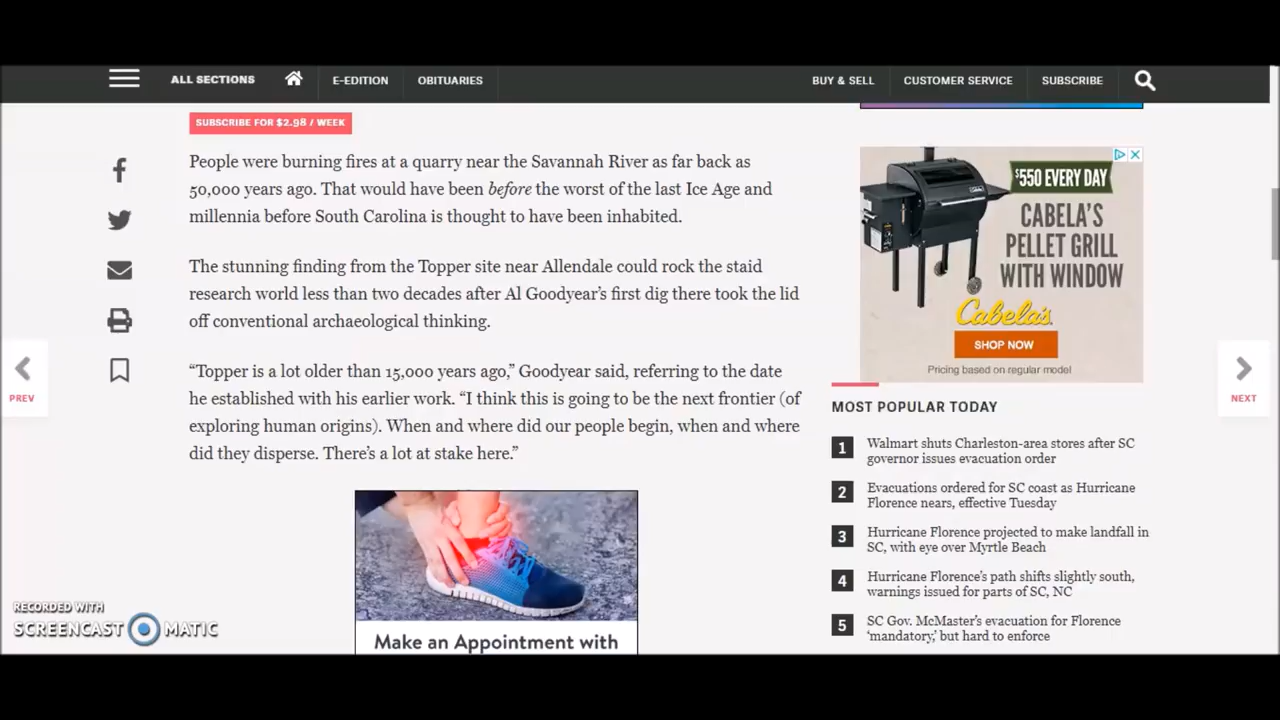 ALL SECTIONS
E-EDITION
OBITUARIES
BUY & SELL
CUSTOMER SERVICE
SUBSCRIBE
SUBSCRIBE FOR $2.98 / WEEK
People were burning fires at a quarry near the Savannah River as far back as
50,000 years ago. That would have been before the worst of the last Ice Age and
millennia before South Carolina is thought to have been inhabited.
The stunning finding from the Topper site near Allendale could rock the staid
research world less than two decades after Al Goodyear’s first dig there took the lid
off conventional archaeological thinking.
“Topper is a lot older than 15,000 years ago,” Goodyear said, referring to the date
he established with his earlier work. “I think this is going to be the next frontier (of
exploring human origins). When and where did our people begin, when and where
did they disperse. There’s a lot at stake here.”
Make an Appointment with
$550 EVERY DAY
CABELA'S
PELLET GRILL
WITH WINDOW
Cabela's
SHOP NOW
Pricing based on regular model
MOST POPULAR TODAY
1 Walmart shuts Charleston-area stores after SC
governor issues evacuation order
2 Evacuations ordered for SC coast as Hurricane
Florence nears, effective Tuesday
3 Hurricane Florence projected to make landfall in
SC, with eye over Myrtle Beach
4 Hurricane Florence’s path shifts slightly south,
warnings issued for parts of SC, NC
5 SC Gov. McMaster’s evacuation for Florence
‘mandatory,’ but hard to enforce
PREV
NEXT
RECORDED WITH
SCREENCAST MATIC